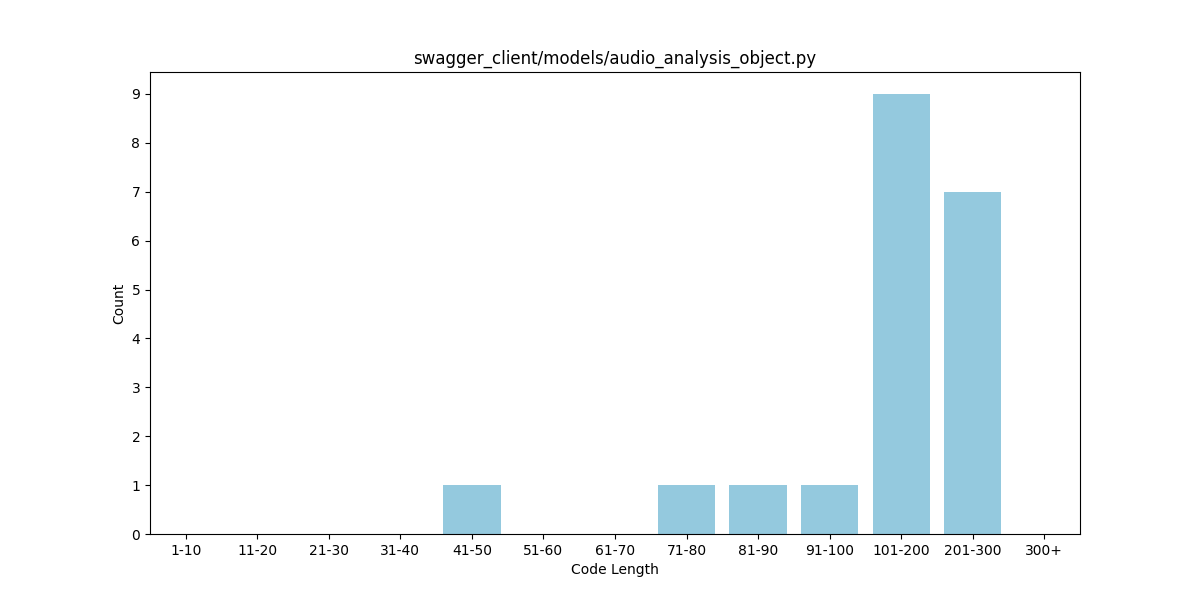 swagger_client/models/audio_analysis_object.py
Count
9
8
7
6
5
4
3
2
1
0
1-10 11-20 21-30 31-40 41-50 51-60 61-70 71-80 81-90 91-100 101-200 201-300 300+
Code Length